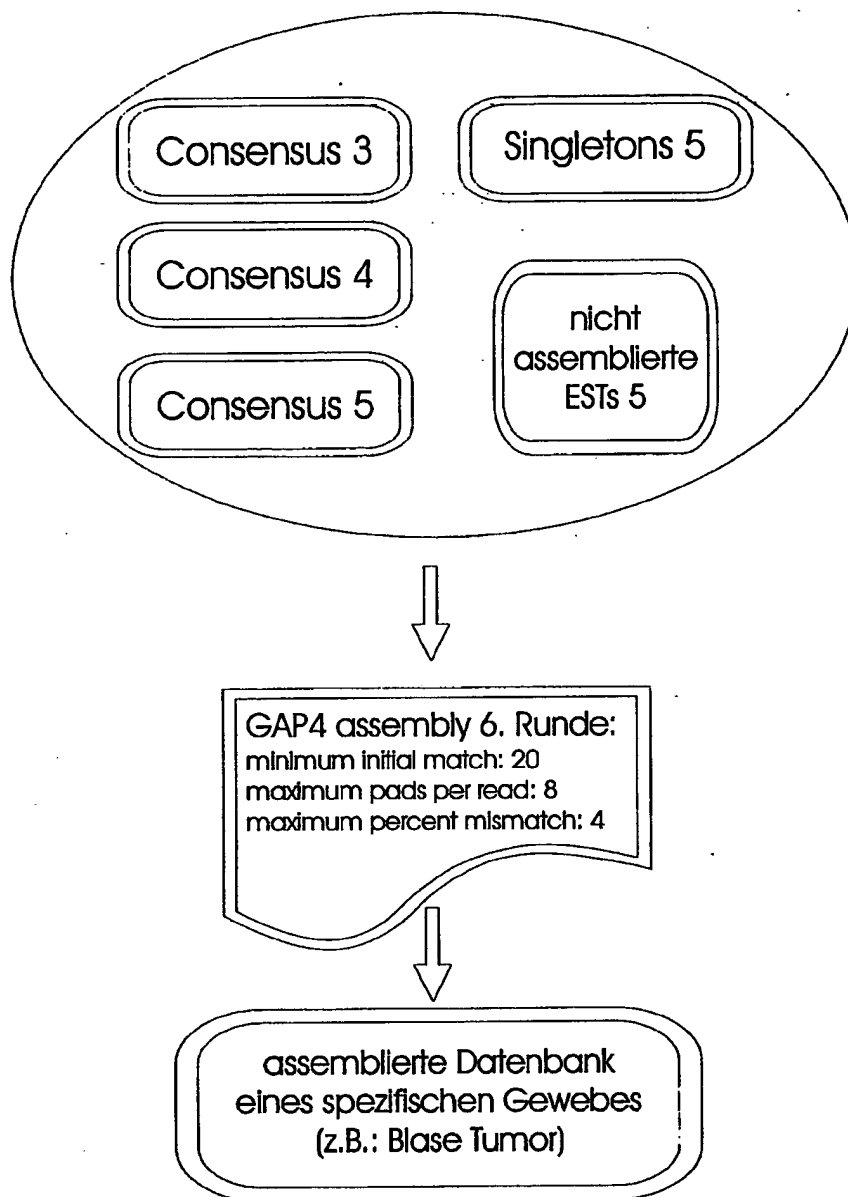 Consensus 3
Singletons 5
Consensus 4
nicht
assemblierte
ESTs 5
Consensus 5
GAP4 assembly 6. Runde:
minimum initial match: 20
maximum pads per read: 8
maximum percent mismatch: 4
assemblierte Datenbank
eines spezifischen Gewebes
(z.B.: Blase Tumor)